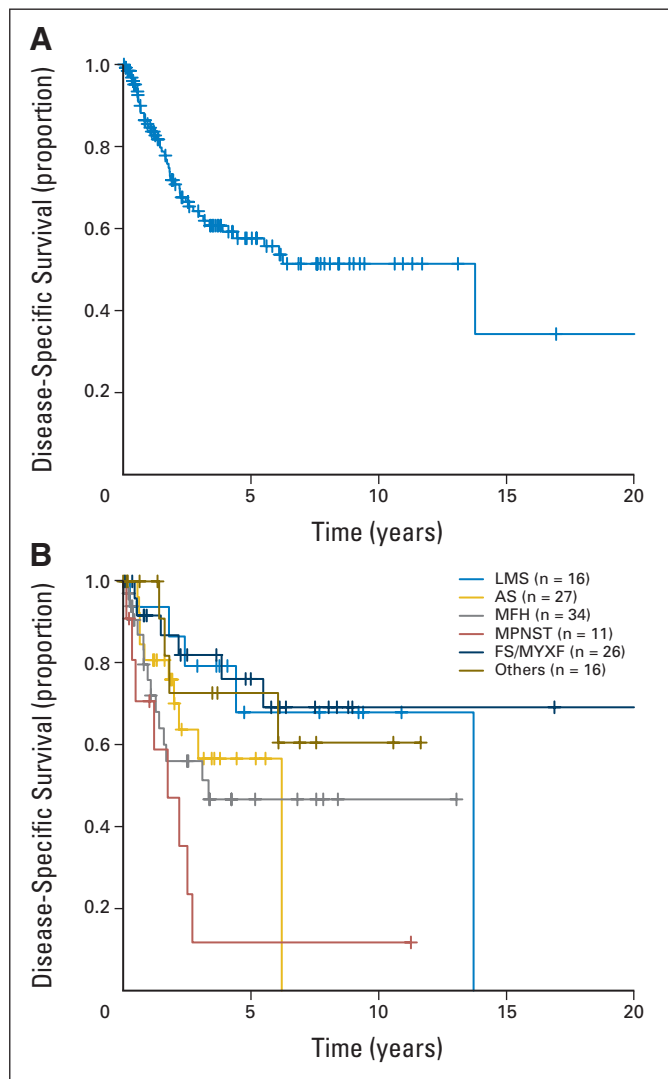 A
Disease-Specific Survival (proportion)
1.0
0.8
0.6
0.4
0.2
0
5
10
15
20
Time (years)
B
Disease-Specific Survival (proportion)
1.0
0.8
0.6
0.4
0.2
LMS (n = 16)
AS (n = 27)
MFH (n = 34)
MPNST (n = 11)
FS/MYXF (n = 26)
Others (n = 16)
0
5
10
15
20
Time (years)